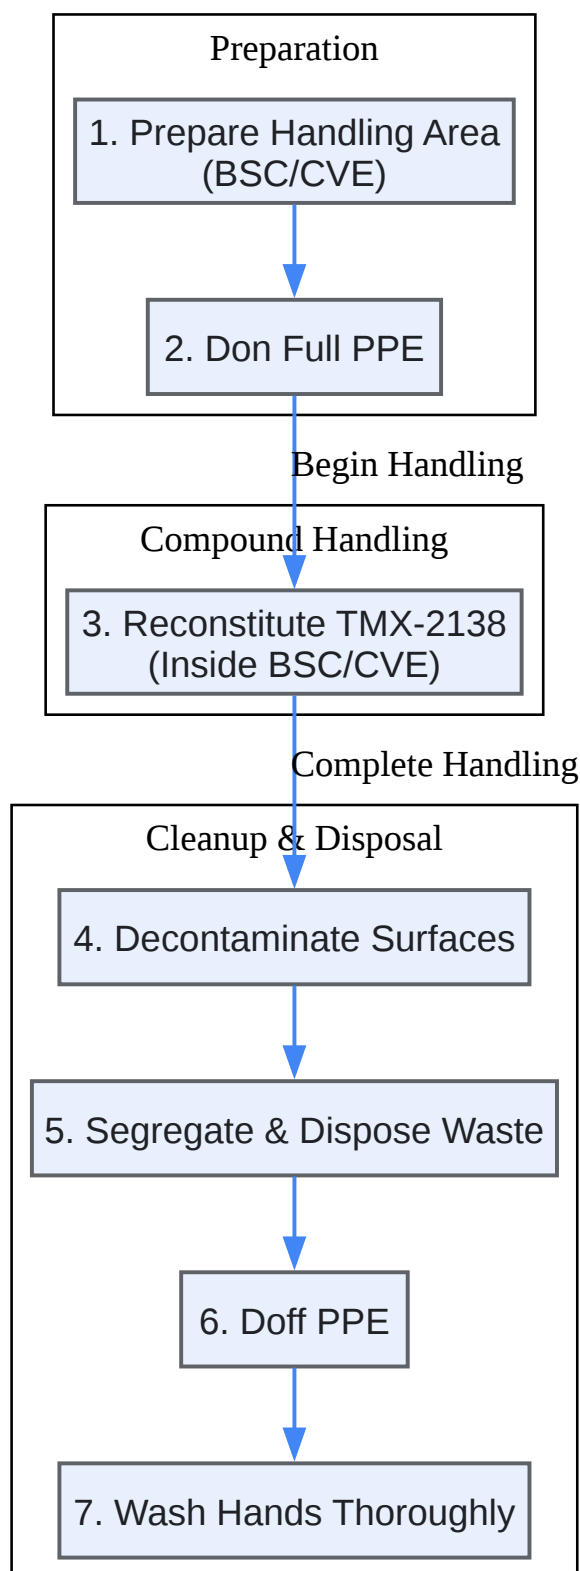 Preparation
1. Prepare Handling Area
(BSC/CVE)
2. Don Full PPE
Begin Handling
Compound Handling
3. Reconstitute TMX-2138
(Inside BSC/CVE)
Complete Handling
Cleanup & Disposal
4. Decontaminate Surfaces
5. Segregate & Dispose Waste
6. Doff PPE
7. Wash Hands Thoroughly